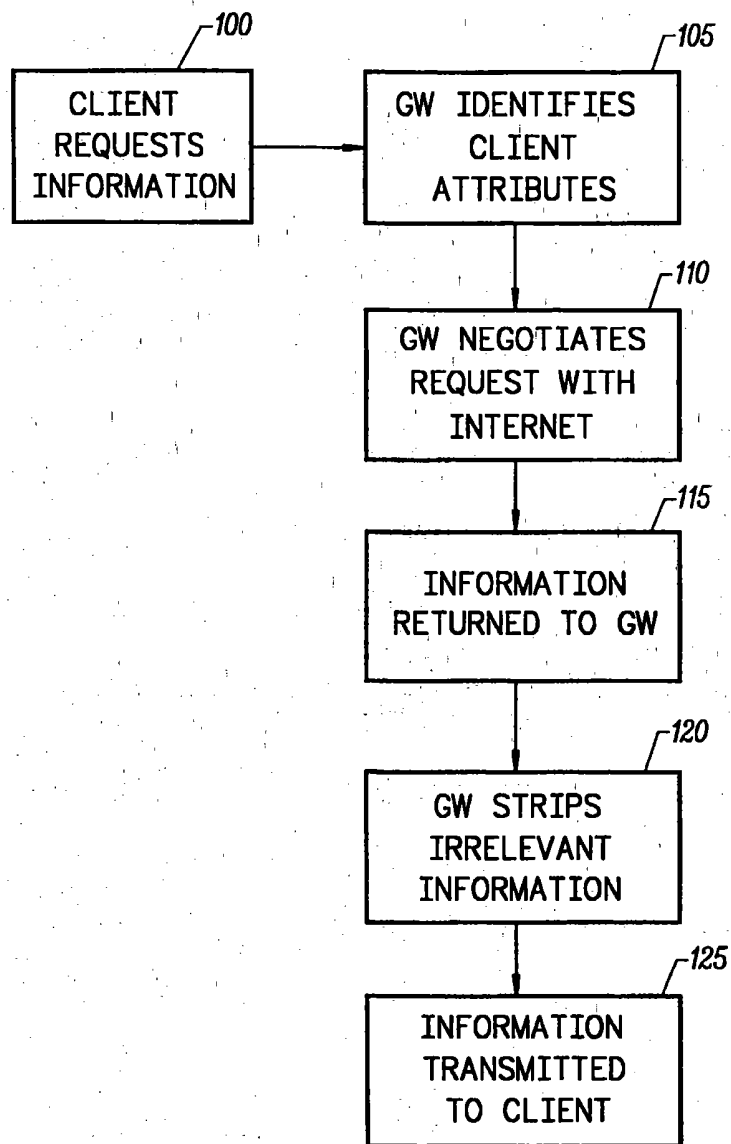 100
CLIENT
REQUESTS
INFORMATION
105
GW IDENTIFIES
CLIENT
ATTRIBUTES
110
GW NEGOTIATES
REQUEST WITH
INTERNET
115
INFORMATION
RETURNED TO GW
120
GW STRIPS
IRRELEVANT
INFORMATION
125
INFORMATION
TRANSMITTED
TO CLIENT